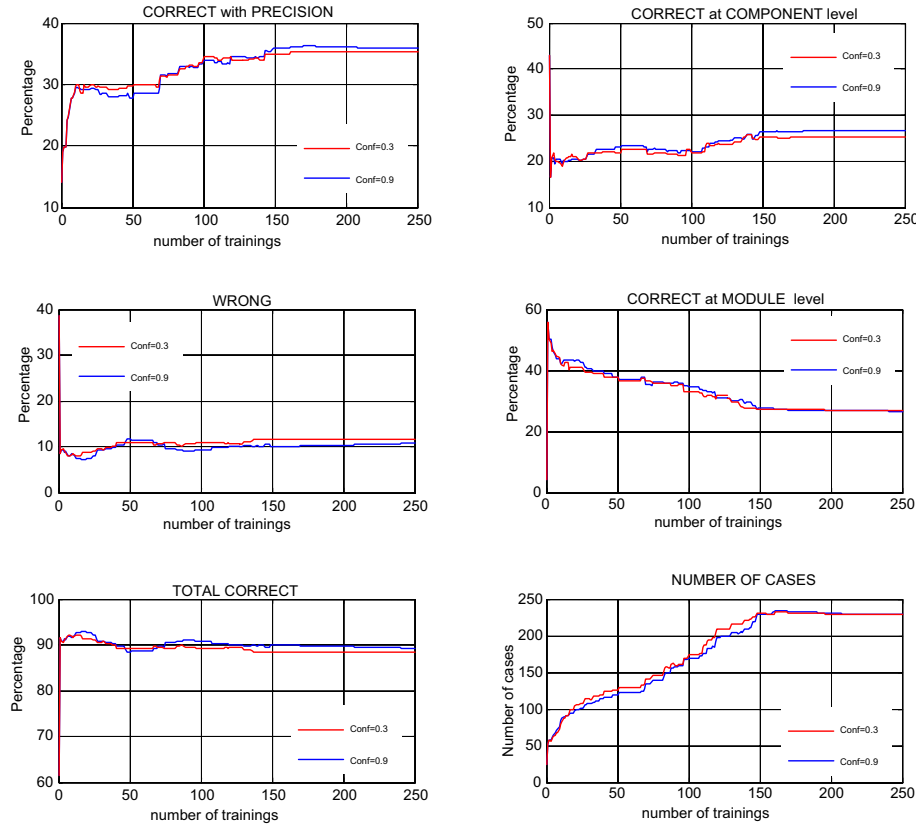 CORRECT with PRECISION
Percentage
40
30
20
10
0
50
100
150
200
250
number of trainings
Conf=0.3
Conf=0.9
CORRECT at COMPONENT level
Percentage
50
40
30
20
10
0
50
100
150
200
250
number of trainings
Conf=0.3
Conf=0.9
WRONG
Percentage
40
30
20
10
0
0
50
100
150
200
250
number of trainings
Conf=0.3
Conf=0.9
CORRECT at MODULE level
Percentage
60
40
20
0
0
50
100
150
200
250
number of trainings
Conf=0.3
Conf=0.9
TOTAL CORRECT
Percentage
100
90
80
70
60
0
50
100
150
200
250
number of trainings
Conf=0.3
Conf=0.9
NUMBER OF CASES
Number of cases
250
200
150
100
50
0
0
50
100
150
200
250
number of trainings
Conf=0.3
Conf=0.9